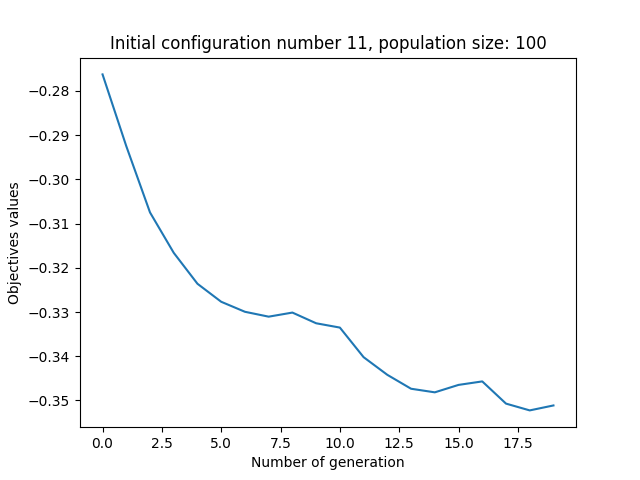 Initial configuration number 11, population size: 100
−0.28
−0.29
−0.30
−0.31
−0.32
−0.33
−0.34
−0.35
Objectives values
0.0 2.5 5.0 7.5 10.0 12.5 15.0 17.5
Number of generation